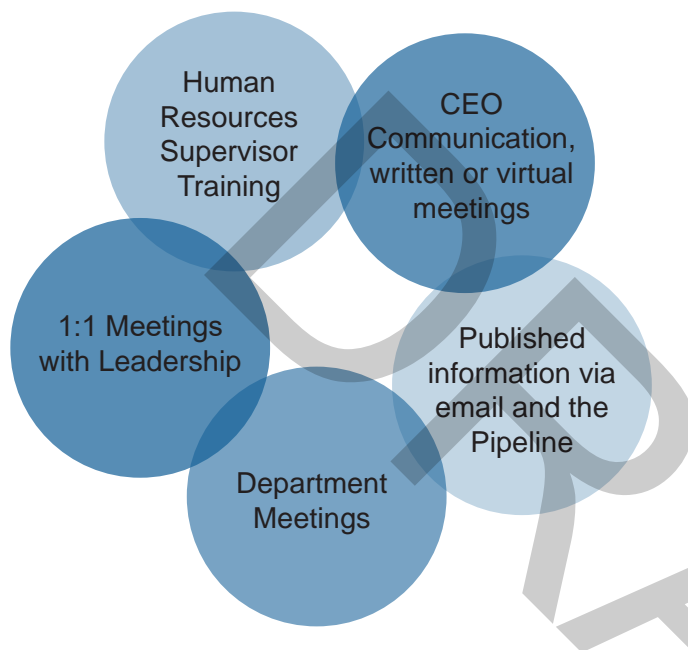 Human
Resources
Supervisor
Training
CEO
Communication,
written or virtual
meetings
1:1 Meetings
with Leadership
Published
information via
email and the
Pipeline
Department
Meetings